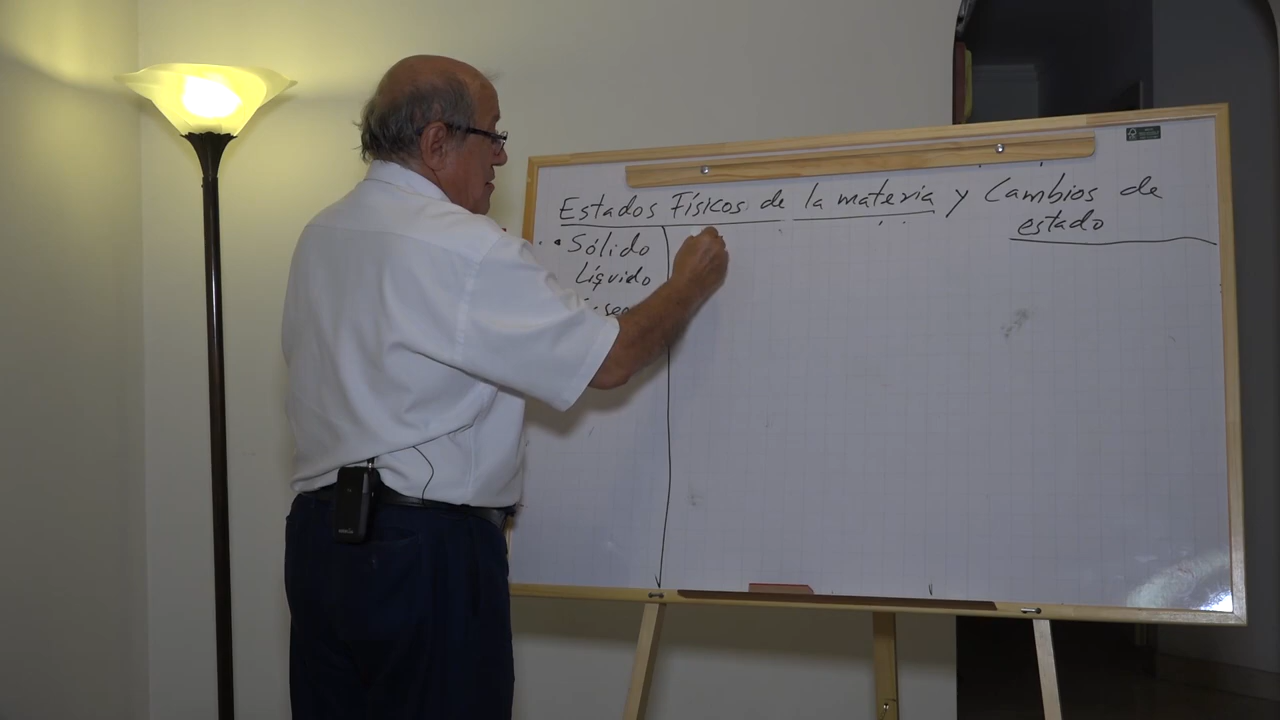 Estados Físicos de la materia y Cambios de
estado
Sólido
Líquido